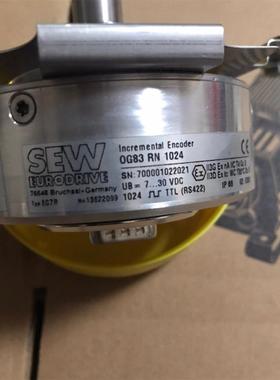 SEW
EURODRIVE
76646 Bruchsal-Germany
Incremental Encoder
OG83 RN 1024
SN: 700001022021
UB = 7...30 VDC
1024 TTL (RS422)
IP 66